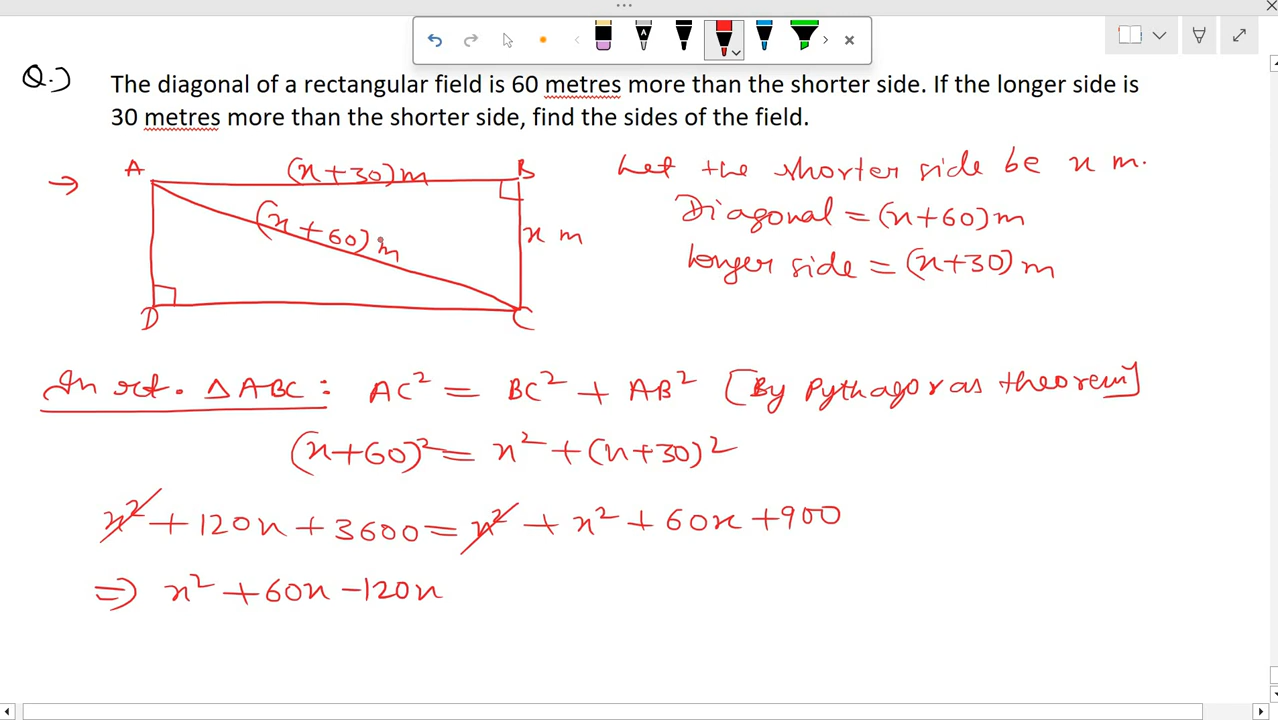 Q.)
The diagonal of a rectangular field is 60 metres more than the shorter side. If the longer side is
30 metres more than the shorter side, find the sides of the field.
→
A
(x+30)m
B
(x+60)m
x m
D
C
Let the shorter side be x m.
Diagonal = (x+60)m
Longer side = (x+30)m
In rt. △ABC : AC² = BC² + AB² [By Pythagoras theorem]
(x+60)² = x² + (x+30)²
x² + 120x + 3600 = x² + x² + 60x + 900
⇒ x² + 60x - 120x